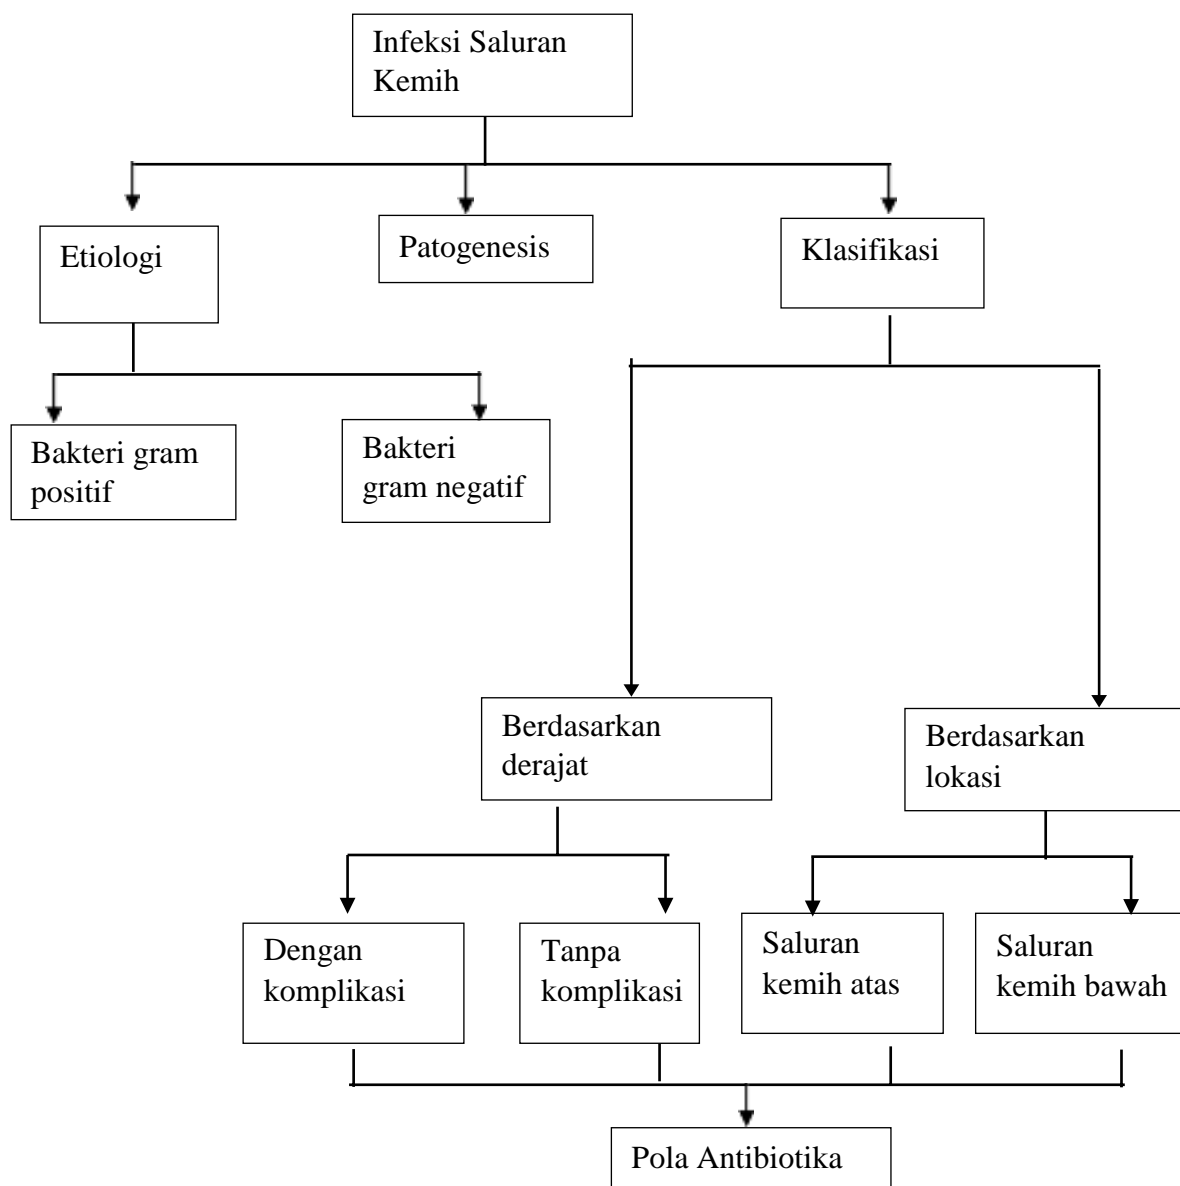 Infeksi Saluran
Kemih
Etiologi
Patogenesis
Klasifikasi
Bakteri gram
positif
Bakteri
gram negatif
Berdasarkan
derajat
Berdasarkan
lokasi
Dengan
komplikasi
Tanpa
komplikasi
Saluran
kemih atas
Saluran
kemih bawah
Pola Antibiotika